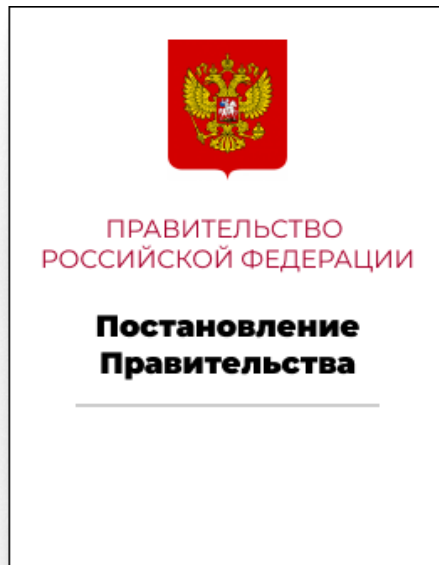 ПРАВИТЕЛЬСТВО
РОССИЙСКОЙ ФЕДЕРАЦИИ
Постановление
Правительства